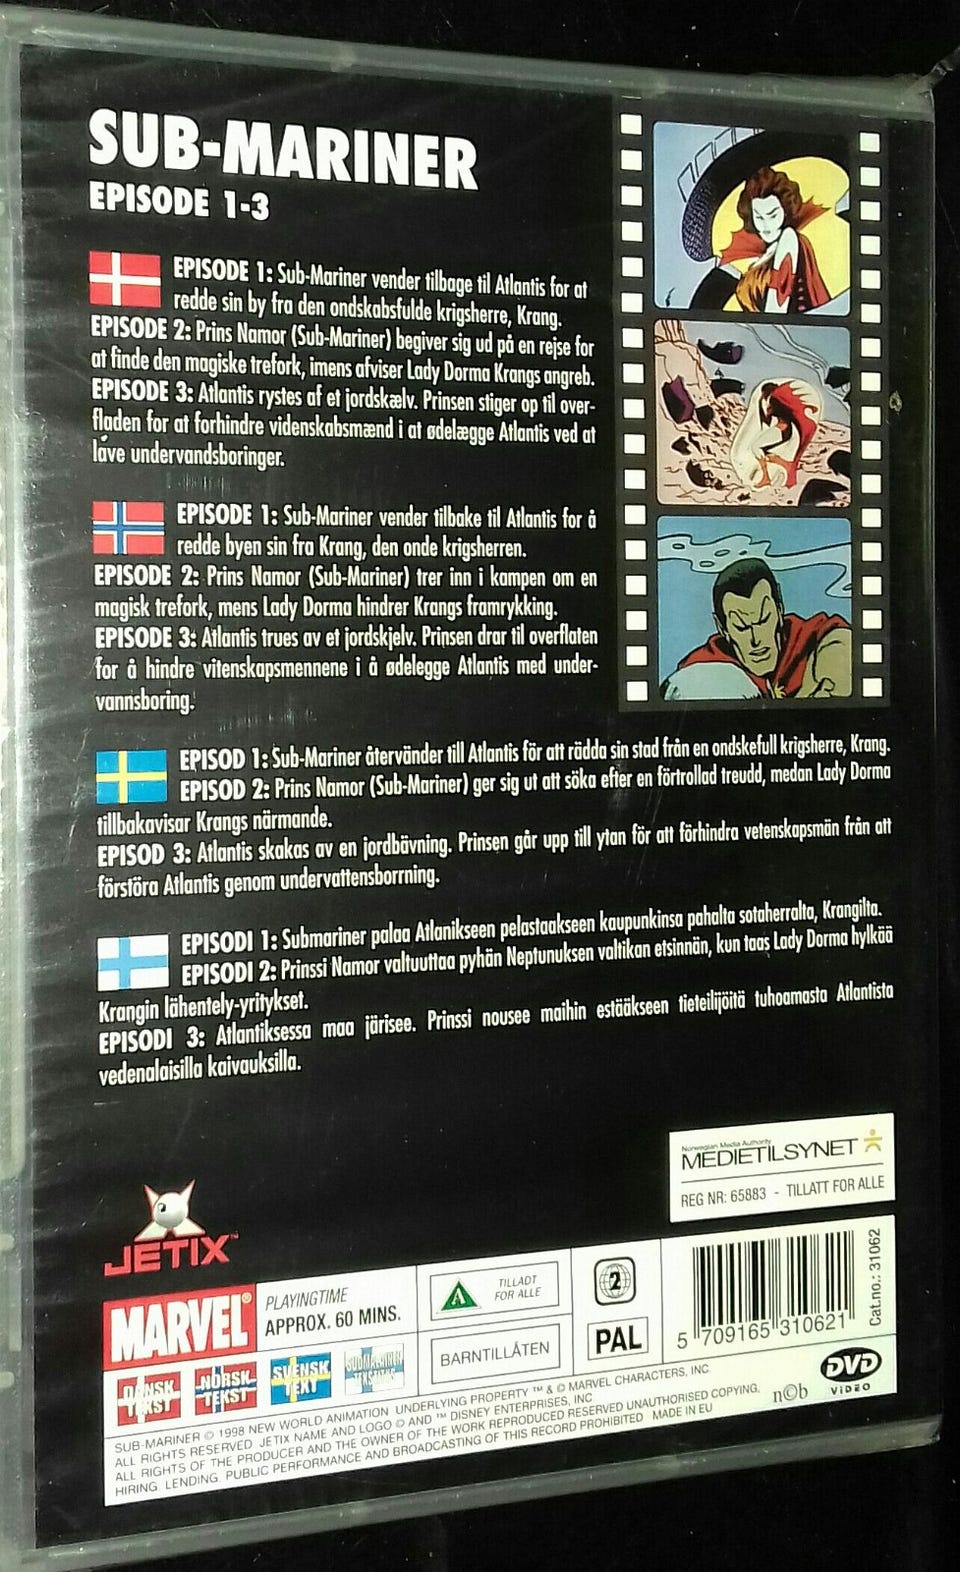 SUB-MARINER
EPISODE 1-3
EPISODE 1: Sub-Mariner vender tilbage til Atlantis for at
redde sin by fra den ondskabsfulde krigsherre, Krang.
EPISODE 2: Prins Namor (Sub-Mariner) begiver sig ud på en rejse for
at finde den magiske trefork, imens afviser Lady Dorma Krangs angreb.
EPISODE 3: Atlantis rystes af et jordskælv. Prinsen stiger op til over-
fladen for at forhindre videnskabsmænd i at ødelægge Atlantis ved at
lave undervandsboringer.
EPISODE 1: Sub-Mariner vender tilbake til Atlantis for å
redde byen sin fra Krang, den onde krigsherren.
EPISODE 2: Prins Namor (Sub-Mariner) trer inn i kampen om en
magisk trefork, mens Lady Dorma hindrer Krangs framrykking.
EPISODE 3: Atlantis trues av et jordskjelv. Prinsen drar til overflaten
for å hindre vitenskapsmennene i å ødelegge Atlantis med under-
vannsboring.
EPISOD 1: Sub-Mariner återvänder till Atlantis för att rädda sin stad från en ondskefull krigsherre, Krang.
EPISOD 2: Prins Namor (Sub-Mariner) ger sig ut att söka efter en förtrollad treudd, medan Lady Dorma
tillbakavisar Krangs närmande.
EPISOD 3: Atlantis skakas av en jordbävning. Prinsen går upp till ytan för att förhindra vetenskapsmän från att
förstöra Atlantis genom undervattensborrning.
EPISODI 1: Submariner palaa Atlanikseen pelastaakseen kaupunkinsa pahalta sotaherralta, Krangilta.
EPISODI 2: Prinssi Namor valtuuttaa pyhän Neptunuksen valtikan etsinnän, kun taas Lady Dorma hylkää
Krangin lähentely-yritykset.
EPISODI 3: Atlantiksessa maa järisee. Prinssi nousee maihin estääkseen tieteilijöitä tuhoamasta Atlantista
vedenalaisilla kaivauksilla.
Norwegian Media Authority
MEDIETILSYNET
REG NR: 65883 - TILLATT FOR ALLE
JETIX™
MARVEL®
PLAYINGTIME
APPROX. 60 MINS.
A
TILLADT
FOR ALLE
BARNTILLÅTEN
2
PAL
5 709165 310621
Cat.no.: 31062
DANSK
TEKST
NORSK
TEKST
SVENSK
TEXT
DVD
VIDEO
n©b
SUB-MARINER © 1998 NEW WORLD ANIMATION UNDERLYING PROPERTY ™ & © MARVEL CHARACTERS, INC.
ALL RIGHTS RESERVED JETIX NAME AND LOGO © AND ™ DISNEY ENTERPRISES, INC
ALL RIGHTS OF THE PRODUCER AND THE OWNER OF THE WORK REPRODUCED RESERVED UNAUTHORISED COPYING,
HIRING LENDING. PUBLIC PERFORMANCE AND BROADCASTING OF THIS RECORD PROHIBITED MADE IN EU